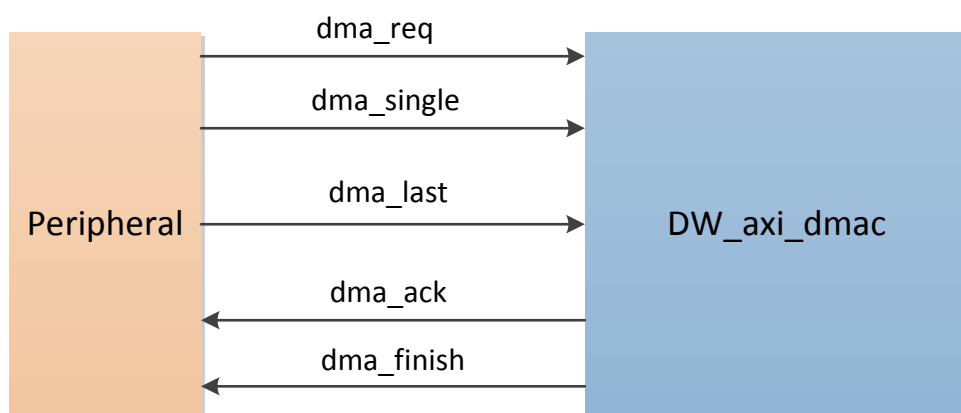 dma_req
dma_single
dma_last
Peripheral
DW_axi_dmac
dma_ack
dma_finish